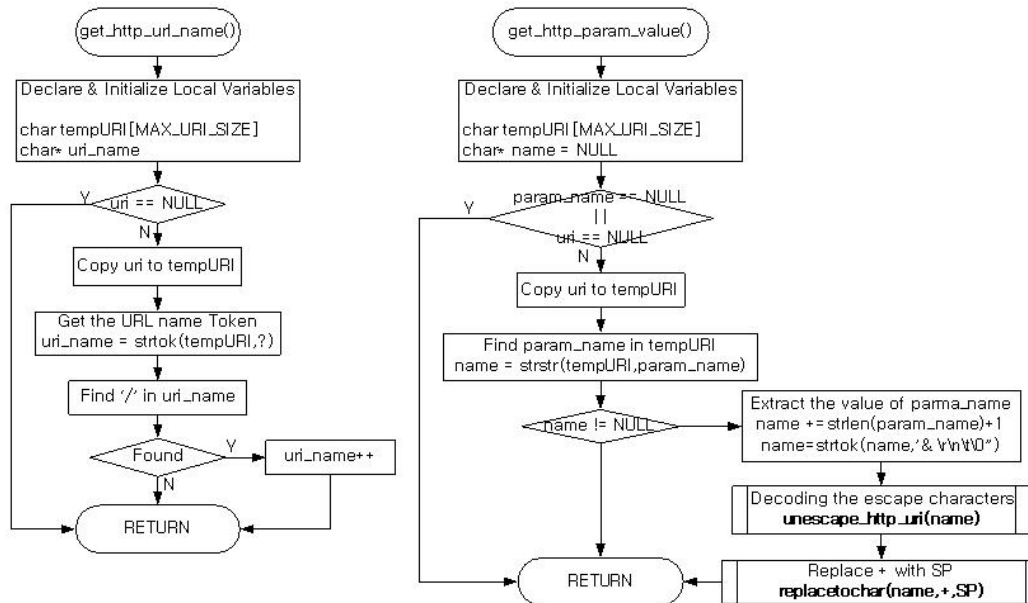 get_http_uri_name()
Declare & Initialize Local Variables
char tempURI[MAX_URI_SIZE]
char* uri_name
Y
uri == NULL
N
Copy uri to tempURI
Get the URL name Token
uri_name = strtok(tempURI,?)
Find '/' in uri_name
Found
Y
uri_name++
N
RETURN
get_http_param_value()
Declare & Initialize Local Variables
char tempURI[MAX_URI_SIZE]
char* name = NULL
Y
param_name == NULL
||
uri == NULL
N
Copy uri to tempURI
Find param_name in tempURI
name = strstr(tempURI,param_name)
name != NULL
Extract the value of parma_name
name +=strlen(param_name)+1
name=strtok(name,'& \r\n\t\0")
Decoding the escape characters
unescape_http_uri(name)
Replace + with SP
replacetochar(name,+,SP)
RETURN